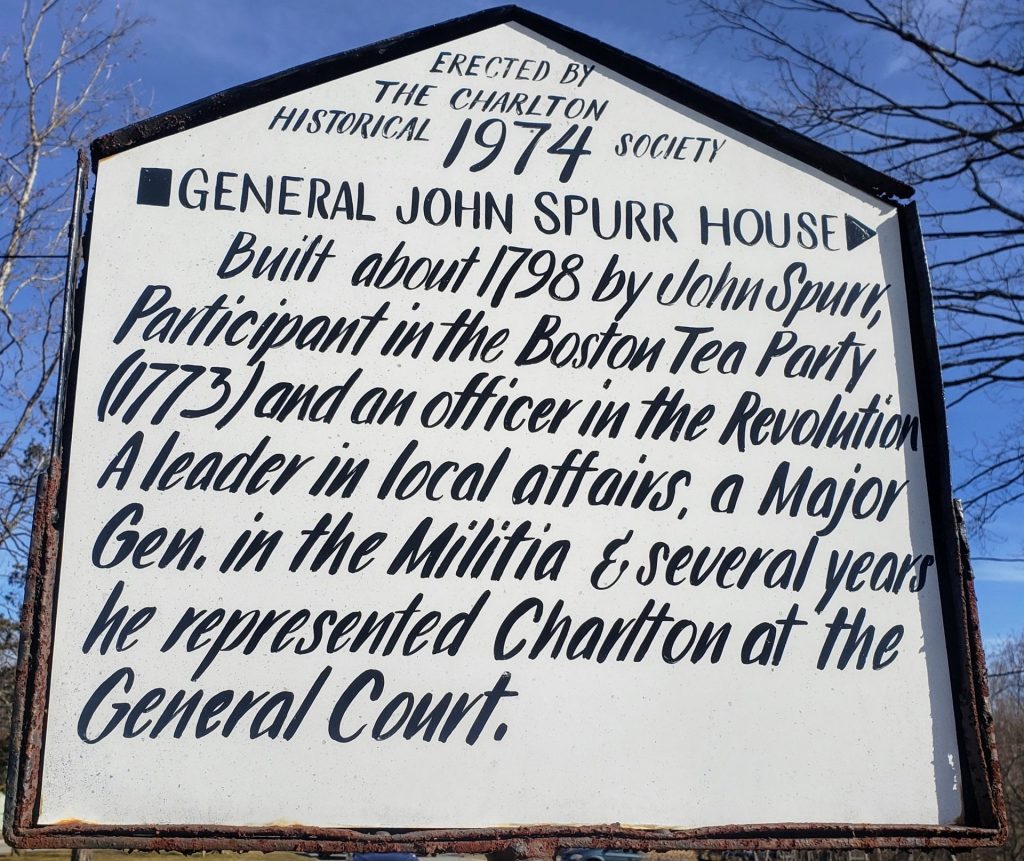 ERECTED BY
THE CHARLTON
HISTORICAL 1974 SOCIETY
GENERAL JOHN SPURR HOUSE
Built about 1798 by John Spurr,
Participant in the Boston Tea Party
(1773) and an officer in the Revolution
A leader in local affairs, a Major
Gen. in the Militia & several years
he represented Charlton at the
General Court.